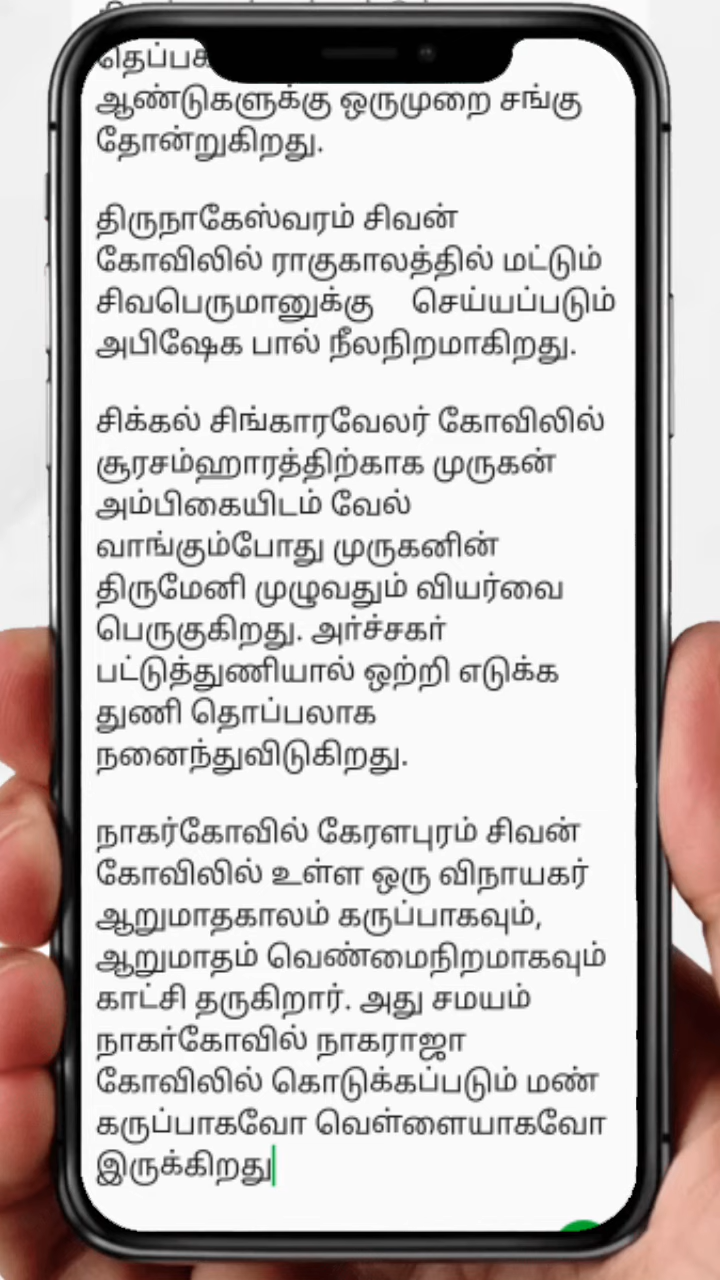 ஆண்டுகளுக்கு ஒருமுறை சங்கு
தோன்றுகிறது.
திருநாகேஸ்வரம் சிவன்
கோவிலில் ராகுகாலத்தில் மட்டும்
சிவபெருமானுக்கு செய்யப்படும்
அபிஷேக பால் நீலநிறமாகிறது.
சிக்கல் சிங்காரவேலர் கோவிலில்
சூரசம்ஹாரத்திற்காக முருகன்
அம்பிகையிடம் வேல்
வாங்கும்போது முருகனின்
திருமேனி முழுவதும் வியர்வை
பெருகுகிறது. அர்ச்சகர்
பட்டுத்துணியால் ஒற்றி எடுக்க
துணி தொப்பலாக
நனைந்துவிடுகிறது.
நாகர்கோவில் கேரளபுரம் சிவன்
கோவிலில் உள்ள ஒரு விநாயகர்
ஆறுமாதகாலம் கருப்பாகவும்,
ஆறுமாதம் வெண்மைநிறமாகவும்
காட்சி தருகிறார். அது சமயம்
நாகர்கோவில் நாகராஜா
கோவிலில் கொடுக்கப்படும் மண்
கருப்பாகவோ வெள்ளையாகவோ
இருக்கிறது